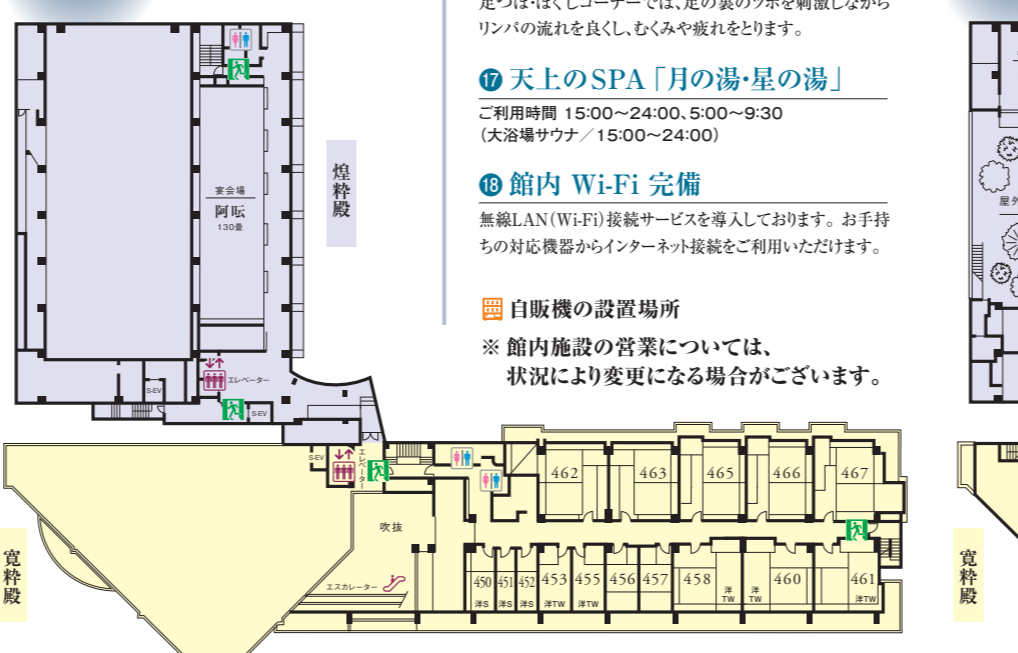 足つぼ・ほぐしコーナーでは、足の裏のツボを刺激しながら
リンパの流れを良くし、むくみや疲れをとります。
⑰ 天上のSPA「月の湯・星の湯」
ご利用時間 15:00〜24:00、5:00〜9:30
(大浴場サウナ/15:00〜24:00)
⑱ 館内 Wi-Fi 完備
無線LAN(Wi-Fi)接続サービスを導入しております。お手持
ちの対応機器からインターネット接続をご利用いただけます。
自販機の設置場所
※ 館内施設の営業については、
状況により変更になる場合がございます。
煌粋殿
宴会場
阿吽
130畳
エレベーター
S-EV
S-EV
S-EV
エレベーター
吹抜
エスカレーター
寛粋殿
462
463
465
466
467
450
洋S
451
洋S
452
洋S
453
洋TW
455
洋TW
456
457
458
洋
TW
460
洋
TW
461
洋TW
屋外
寛粋殿